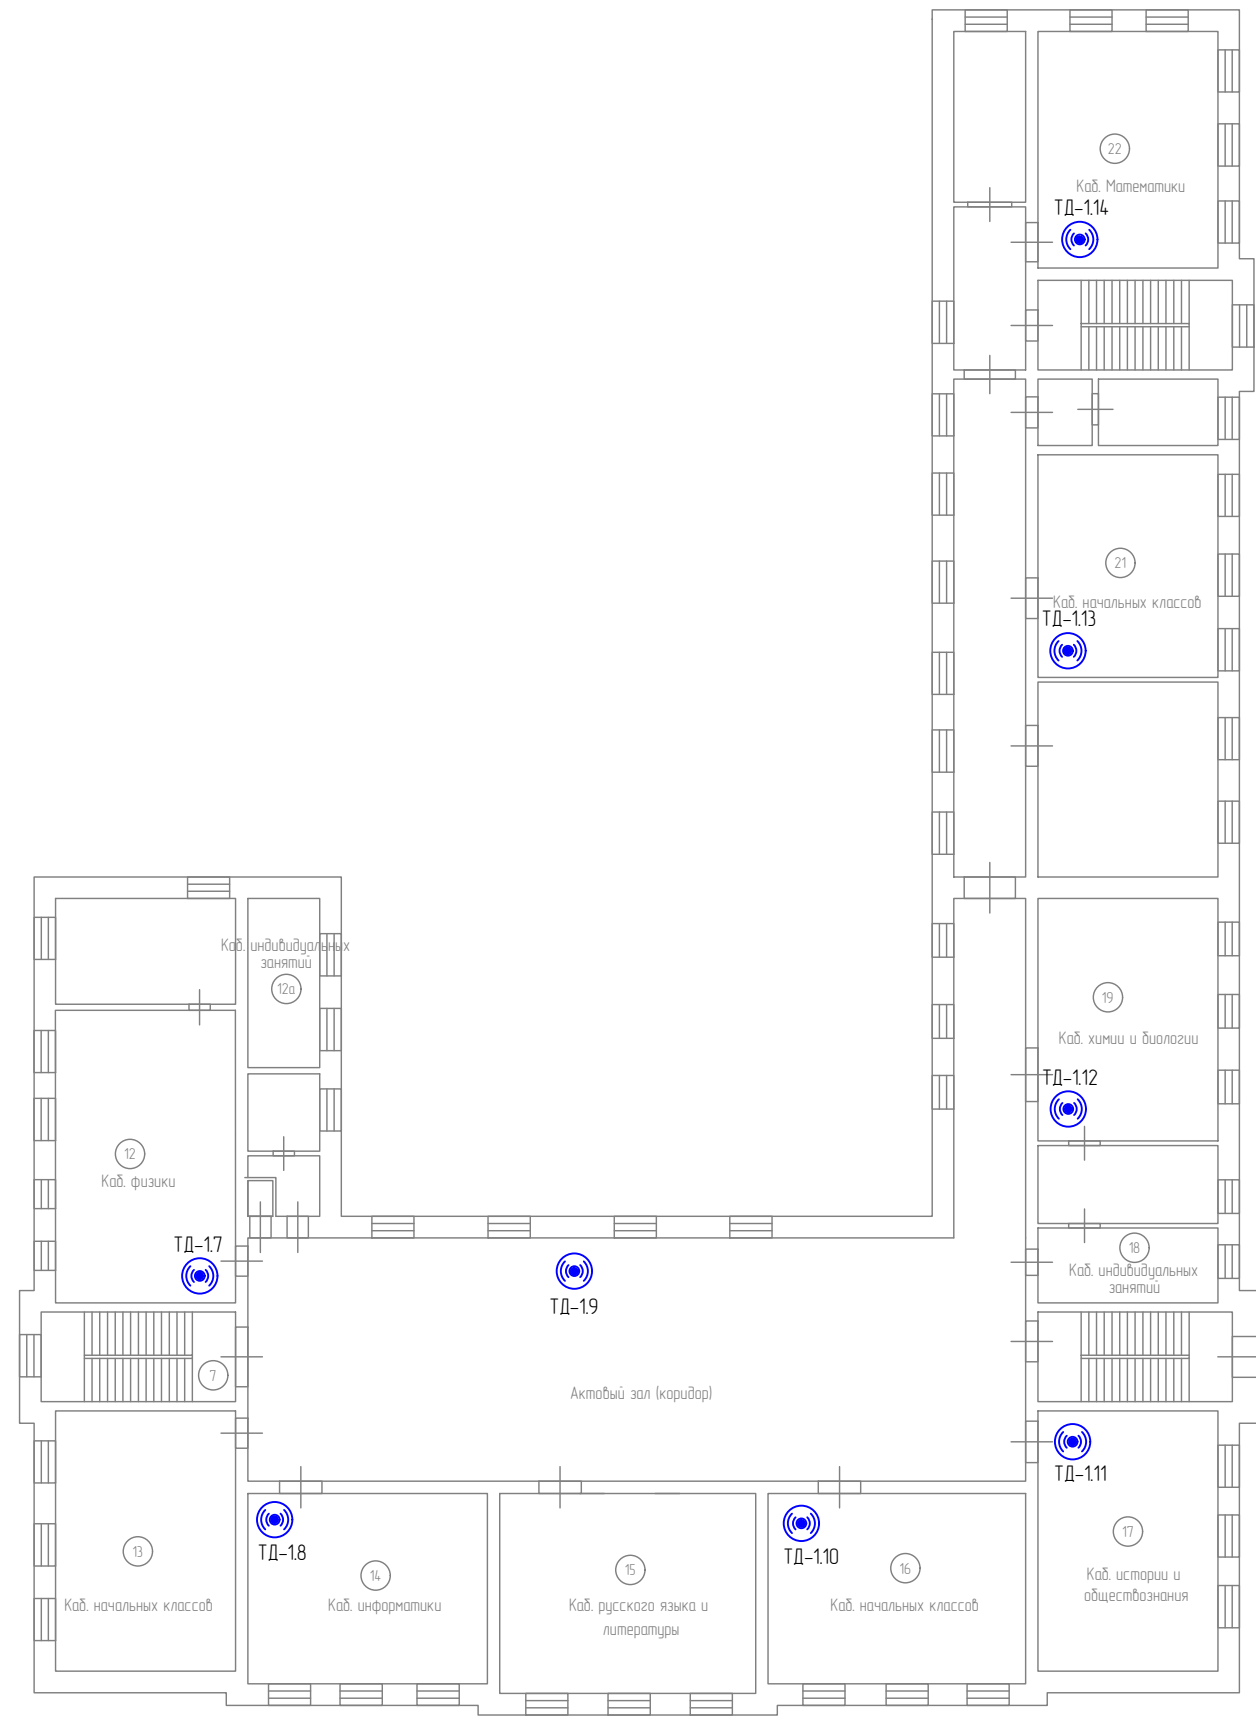 22
Каб. Математики
ТД-1.14
21
Каб. начальных классов
ТД-1.13
Каб. индивидуальных
занятий
12а
19
Каб. химии и биологии
ТД-1.12
12
Каб. физики
ТД-1.7
ТД-1.9
18
Каб. индивидуальных
занятий
7
Актовый зал (коридор)
ТД-1.11
13
Каб. начальных классов
ТД-1.8
14
Каб. информатики
15
Каб. русского языка и
литературы
ТД-1.10
16
Каб. начальных классов
17
Каб. истории и
обществознания